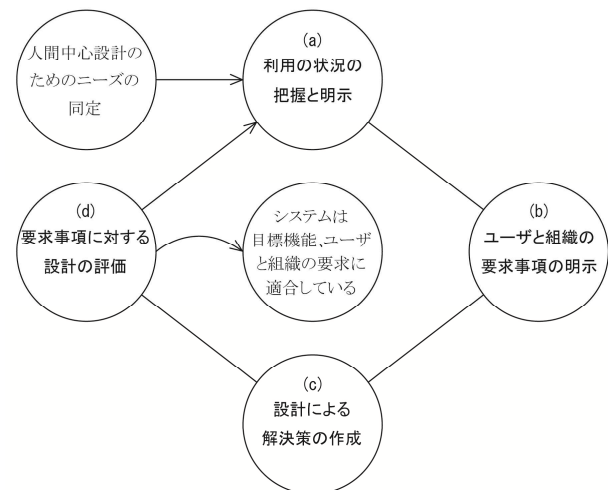 人間中心設計の
ためのニーズの
同定
(a)
利用の状況の
把握と明示
(d)
要求事項に対する
設計の評価
システムは
目標機能、ユーザ
と組織の要求に
適合している
(b)
ユーザと組織の
要求事項の明示
(c)
設計による
解決策の作成